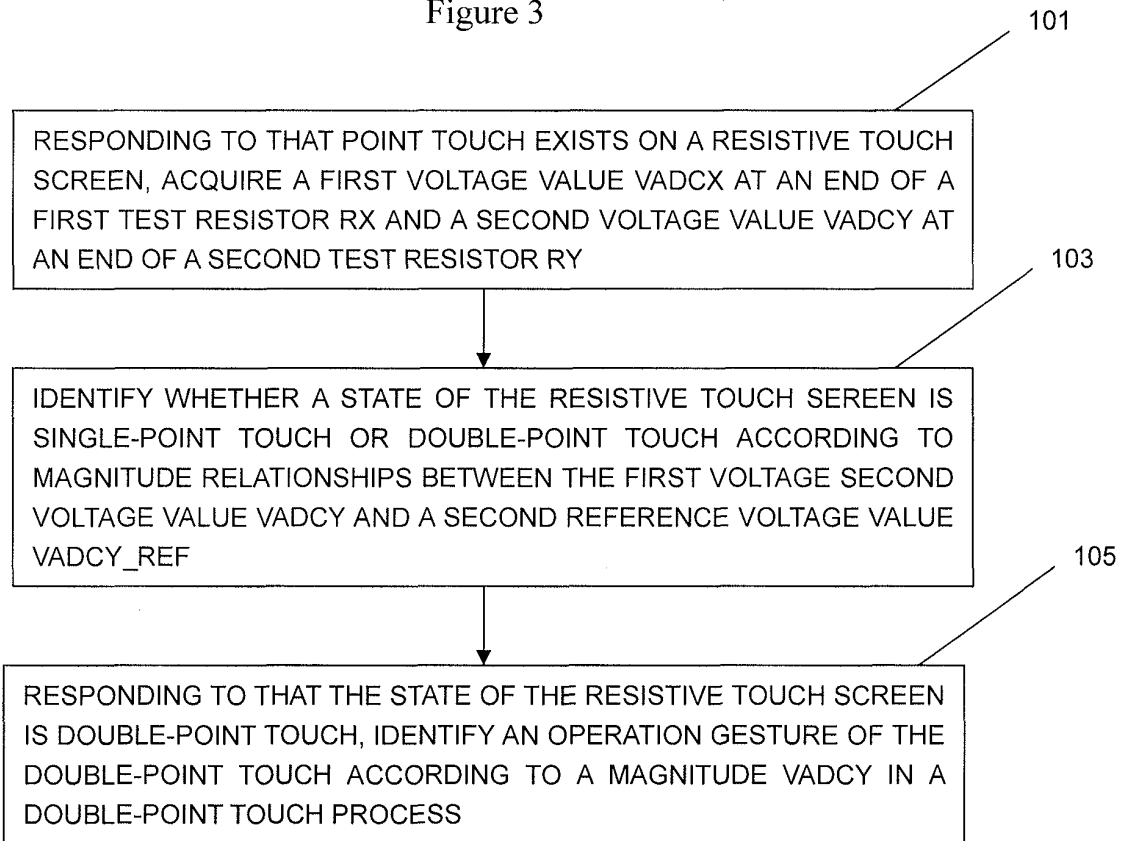 Figure 3
101
RESPONDING TO THAT POINT TOUCH EXISTS ON A RESISTIVE TOUCH
SCREEN, ACQUIRE A FIRST VOLTAGE VALUE VADCX AT AN END OF A
FIRST TEST RESISTOR RX AND A SECOND VOLTAGE VALUE VADCY AT
AN END OF A SECOND TEST RESISTOR RY
103
IDENTIFY WHETHER A STATE OF THE RESISTIVE TOUCH SEREEN IS
SINGLE-POINT TOUCH OR DOUBLE-POINT TOUCH ACCORDING TO
MAGNITUDE RELATIONSHIPS BETWEEN THE FIRST VOLTAGE SECOND
VOLTAGE VALUE VADCY AND A SECOND REFERENCE VOLTAGE VALUE
VADCY_REF
105
RESPONDING TO THAT THE STATE OF THE RESISTIVE TOUCH SCREEN
IS DOUBLE-POINT TOUCH, IDENTIFY AN OPERATION GESTURE OF THE
DOUBLE-POINT TOUCH ACCORDING TO A MAGNITUDE VADCY IN A
DOUBLE-POINT TOUCH PROCESS